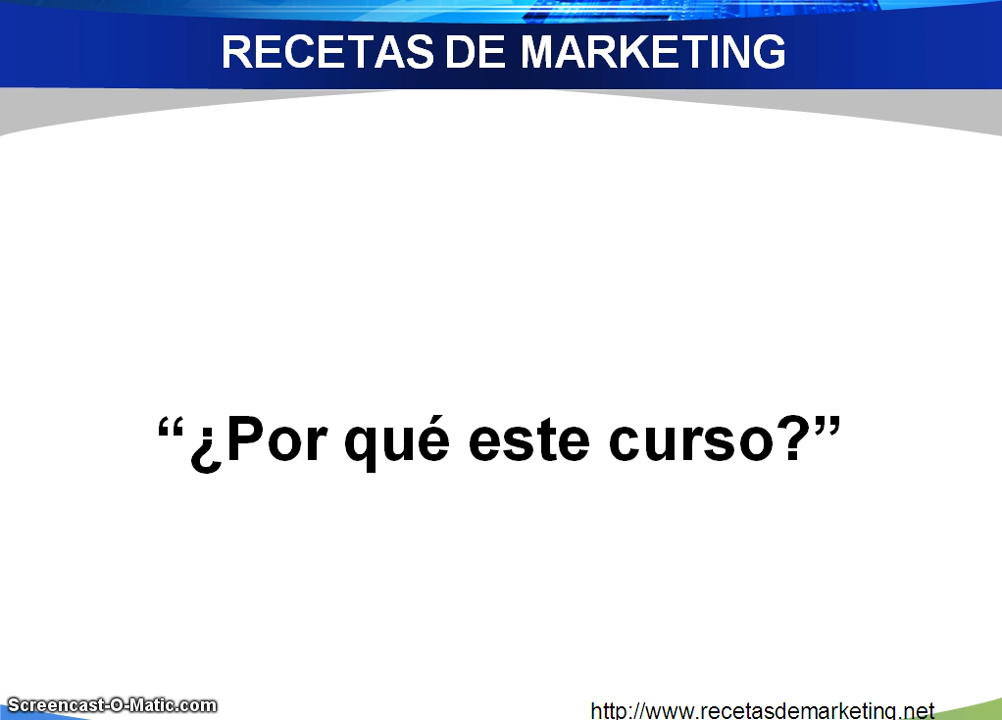 RECETAS DE MARKETING
“¿Por qué este curso?”
Screencast-O-Matic.com
http://www.recetasdemarketing.net